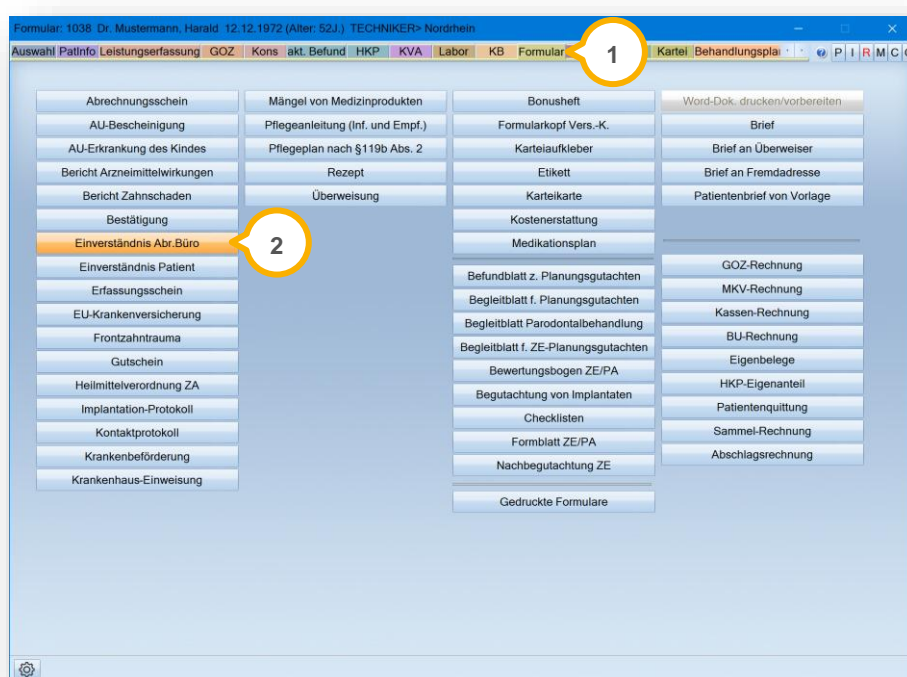 Formular: 1038 Dr. Mustermann, Harald 12.12.1972 (Alter: 52J.) TECHNIKER> Nordrhein
Auswahl PatInfo Leistungserfassung GOZ Kons akt. Befund HKP KVA Labor KB Formular 1 Kartei Behandlungspla P I R M C
Abrechnungsschein
AU-Bescheinigung
AU-Erkrankung des Kindes
Bericht Arzneimittelwirkungen
Bericht Zahnschaden
Bestätigung
Einverständnis Abr.Büro
2
Einverständnis Patient
Erfassungsschein
EU-Krankenversicherung
Frontzahntrauma
Gutschein
Heilmittelverordnung ZA
Implantation-Protokoll
Kontaktprotokoll
Krankenbeförderung
Krankenhaus-Einweisung
Mängel von Medizinprodukten
Pflegeanleitung (Inf. und Empf.)
Pflegeplan nach §119b Abs. 2
Rezept
Überweisung
Bonusheft
Formularkopf Vers.-K.
Karteiaufkleber
Etikett
Karteikarte
Kostenerstattung
Medikationsplan
Befundblatt z. Planungsgutachten
Begleitblatt f. Planungsgutachten
Begleitblatt Parodontalbehandlung
Begleitblatt f. ZE-Planungsgutachten
Bewertungsbogen ZE/PA
Begutachtung von Implantaten
Checklisten
Formblatt ZE/PA
Nachbegutachtung ZE
Gedruckte Formulare
Word-Dok. drucken/vorbereiten
Brief
Brief an Überweiser
Brief an Fremdadresse
Patientenbrief von Vorlage
GOZ-Rechnung
MKV-Rechnung
Kassen-Rechnung
BU-Rechnung
Eigenbelege
HKP-Eigenanteil
Patientenquittung
Sammel-Rechnung
Abschlagsrechnung